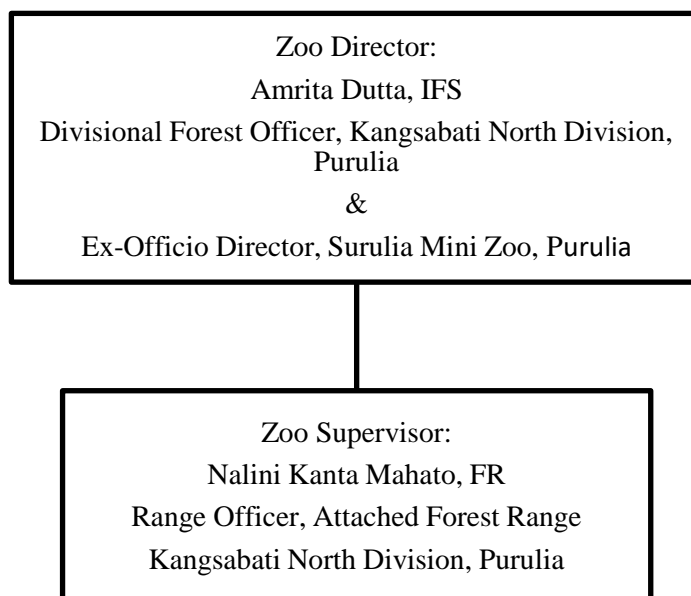 Zoo Director:
Amrita Dutta, IFS
Divisional Forest Officer, Kangsabati North Division,
Purulia
&
Ex-Officio Director, Surulia Mini Zoo, Purulia
Zoo Supervisor:
Nalini Kanta Mahato, FR
Range Officer, Attached Forest Range
Kangsabati North Division, Purulia